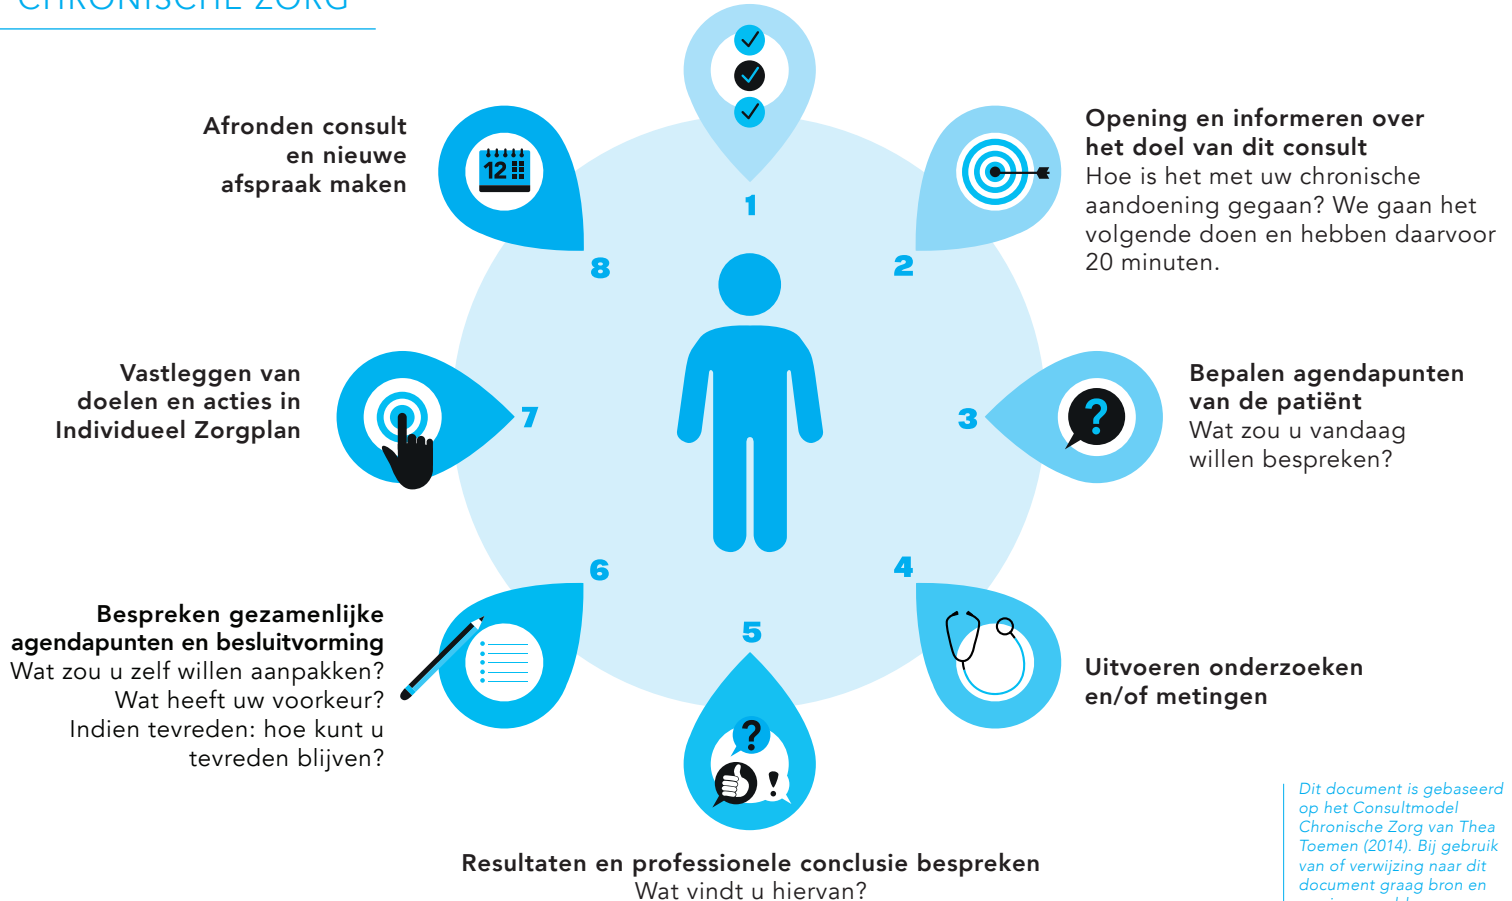 CHRONISCHE ZORG
1
Opening en informeren over
het doel van dit consult
Hoe is het met uw chronische
aandoening gegaan? We gaan het
volgende doen en hebben daarvoor
20 minuten.
2
Bepalen agendapunten
van de patiënt
Wat zou u vandaag
willen bespreken?
3
?
4
Uitvoeren onderzoeken
en/of metingen
5
?
!
Resultaten en professionele conclusie bespreken
Wat vindt u hiervan?
6
Bespreken gezamenlijke
agendapunten en besluitvorming
Wat zou u zelf willen aanpakken?
Wat heeft uw voorkeur?
Indien tevreden: hoe kunt u
tevreden blijven?
7
Vastleggen van
doelen en acties in
Individueel Zorgplan
8
Afronden consult
en nieuwe
afspraak maken
12
Dit document is gebaseerd
op het Consultmodel
Chronische Zorg van Thea
Toemen (2014). Bij gebruik
van of verwijzing naar dit
document graag bron en